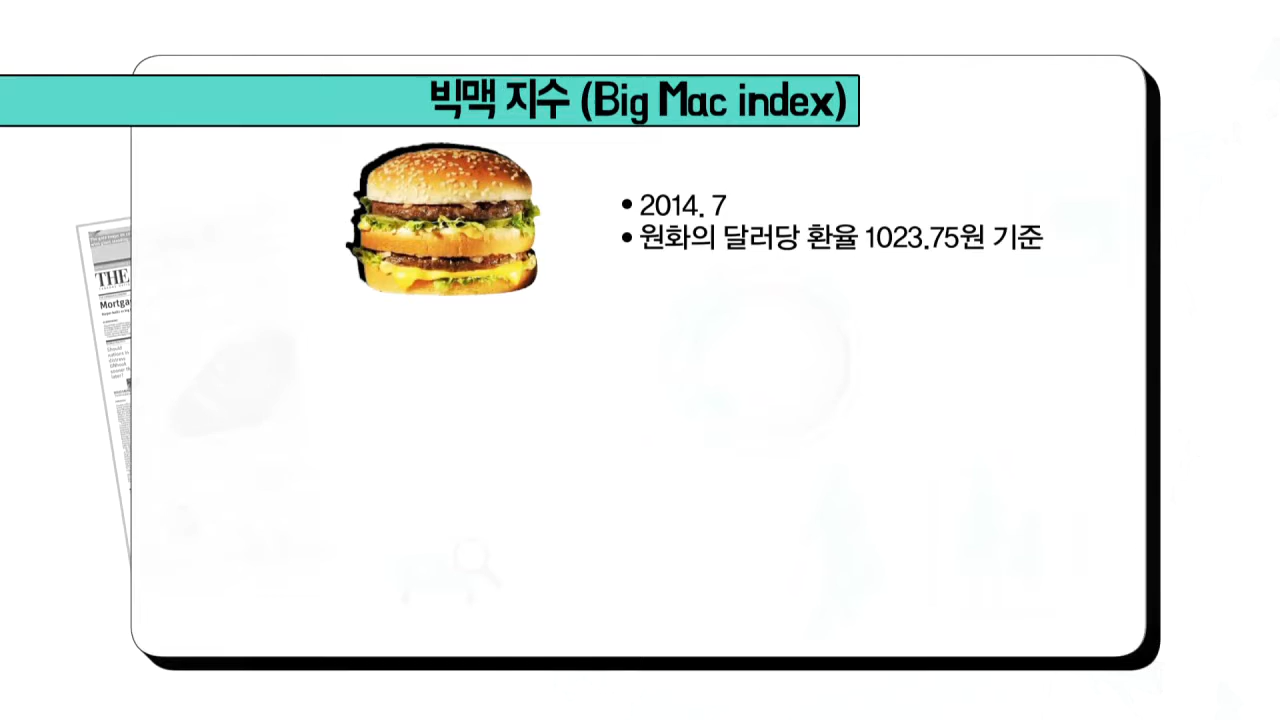 빅맥 지수 (Big Mac index)
• 2014. 7
• 원화의 달러당 환율 1023.75원 기준
THE